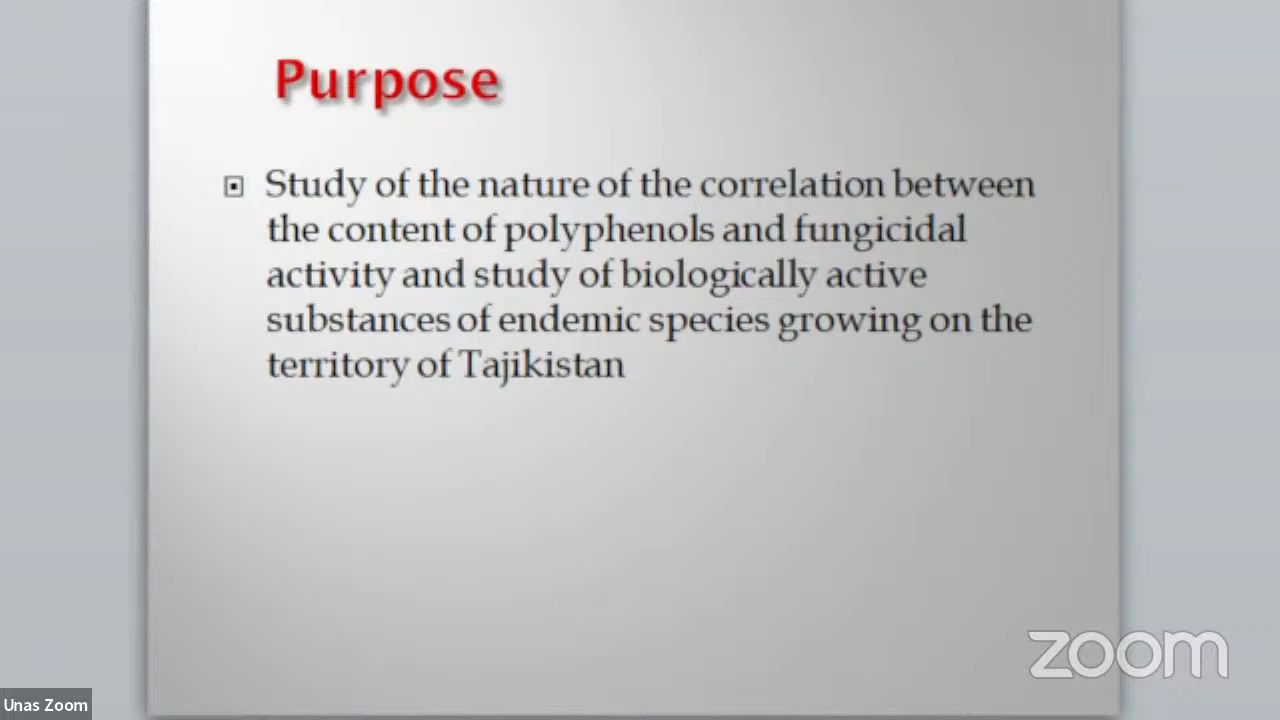 Purpose
Study of the nature of the correlation between
the content of polyphenols and fungicidal
activity and study of biologically active
substances of endemic species growing on the
territory of Tajikistan
zoom
Unas Zoom